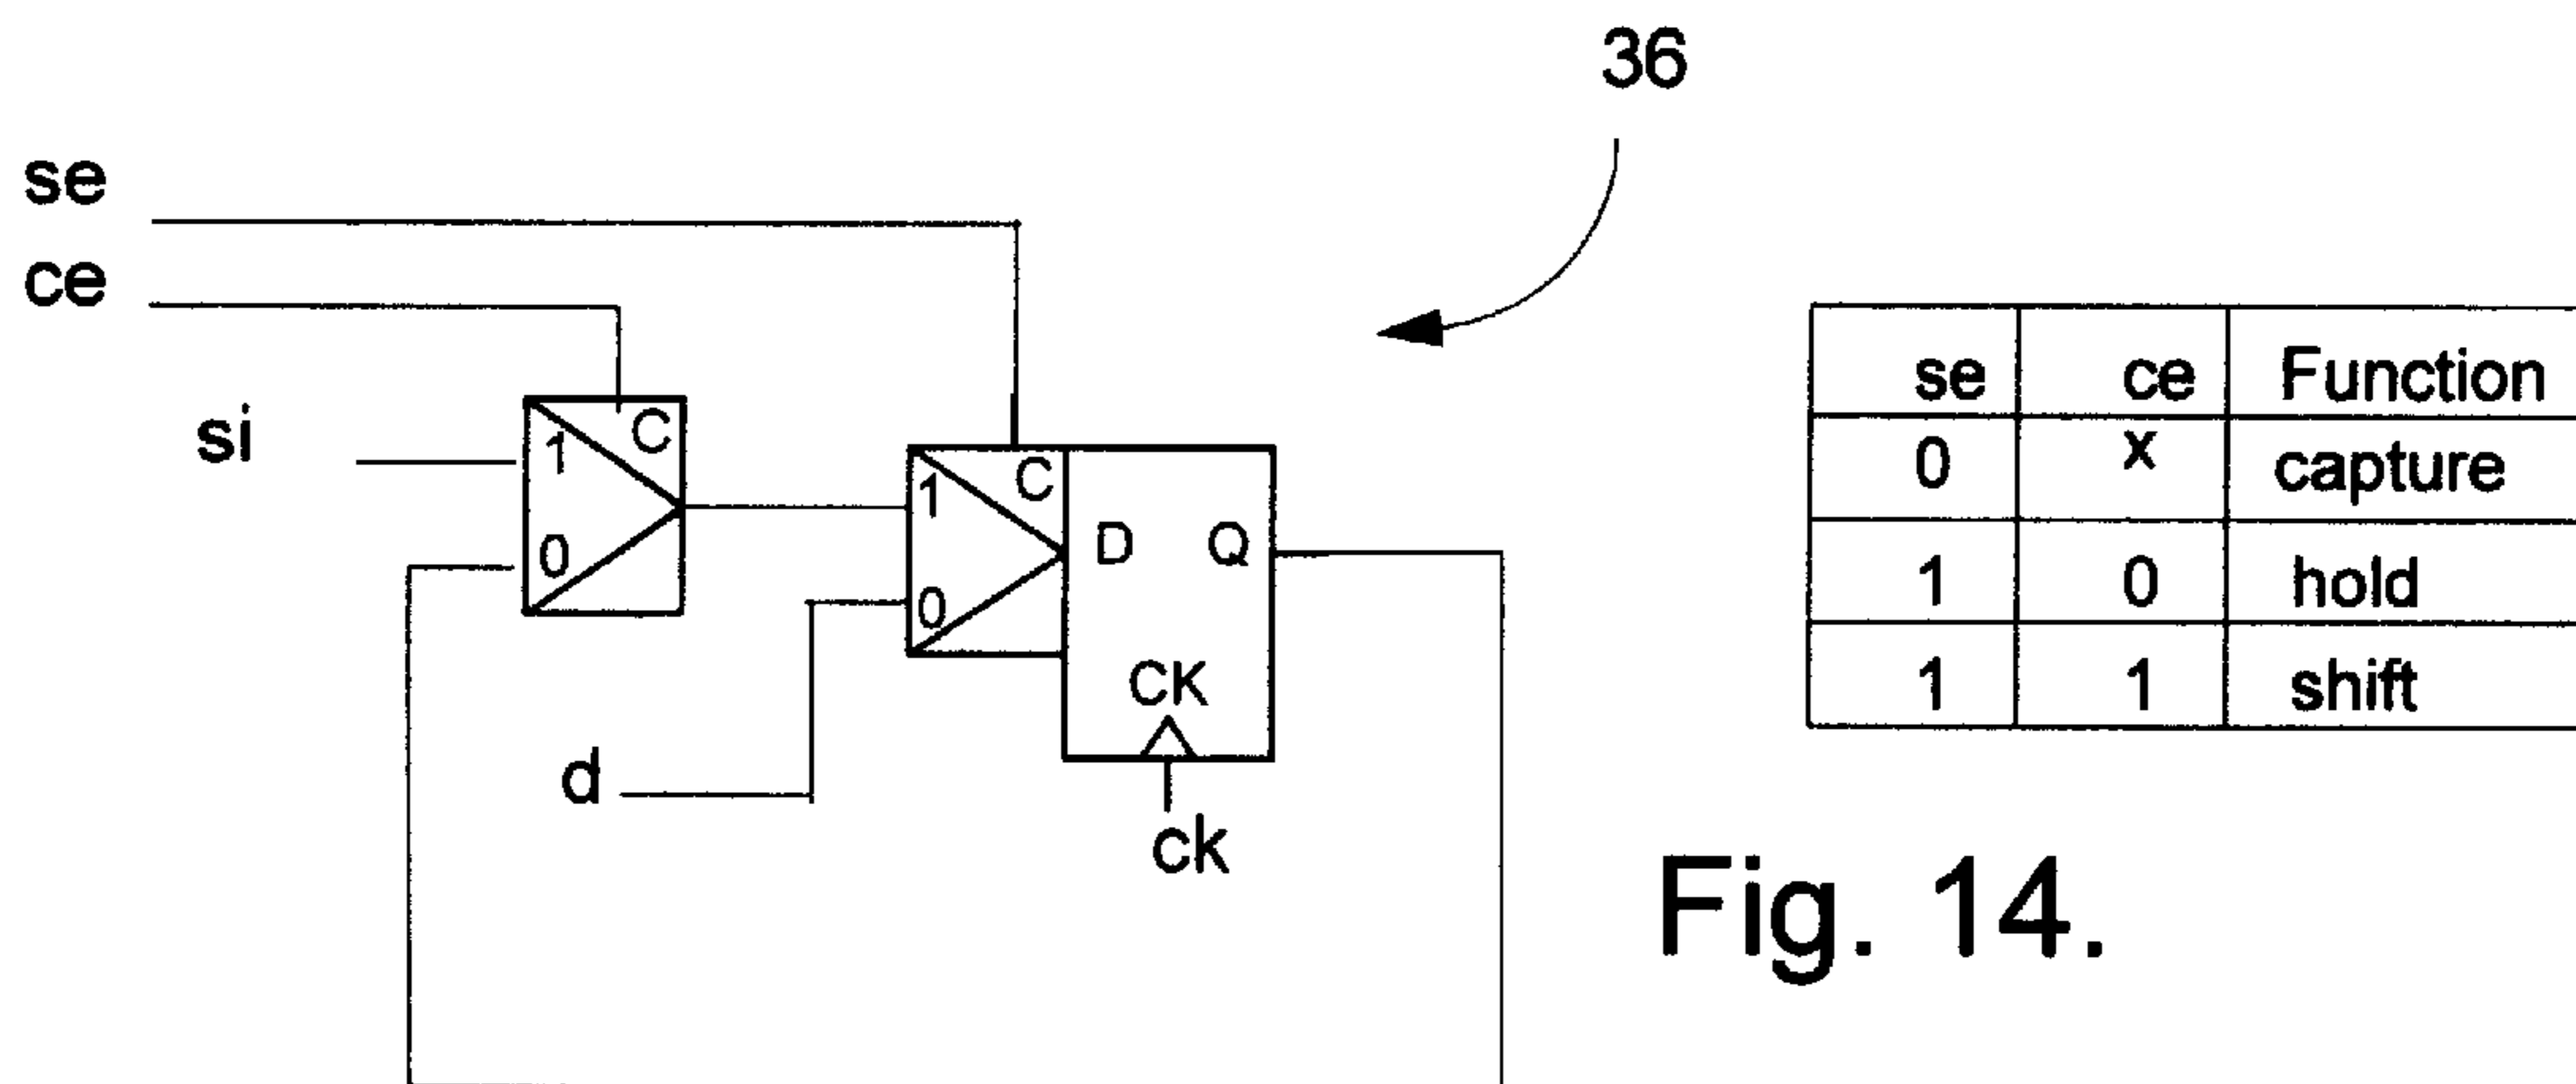 36
se
ce
si
1
C
0
1
C
0
D
Q
CK
d
ck
se ce Function
0 x capture
1 0 hold
1 1 shift
Fig. 14.